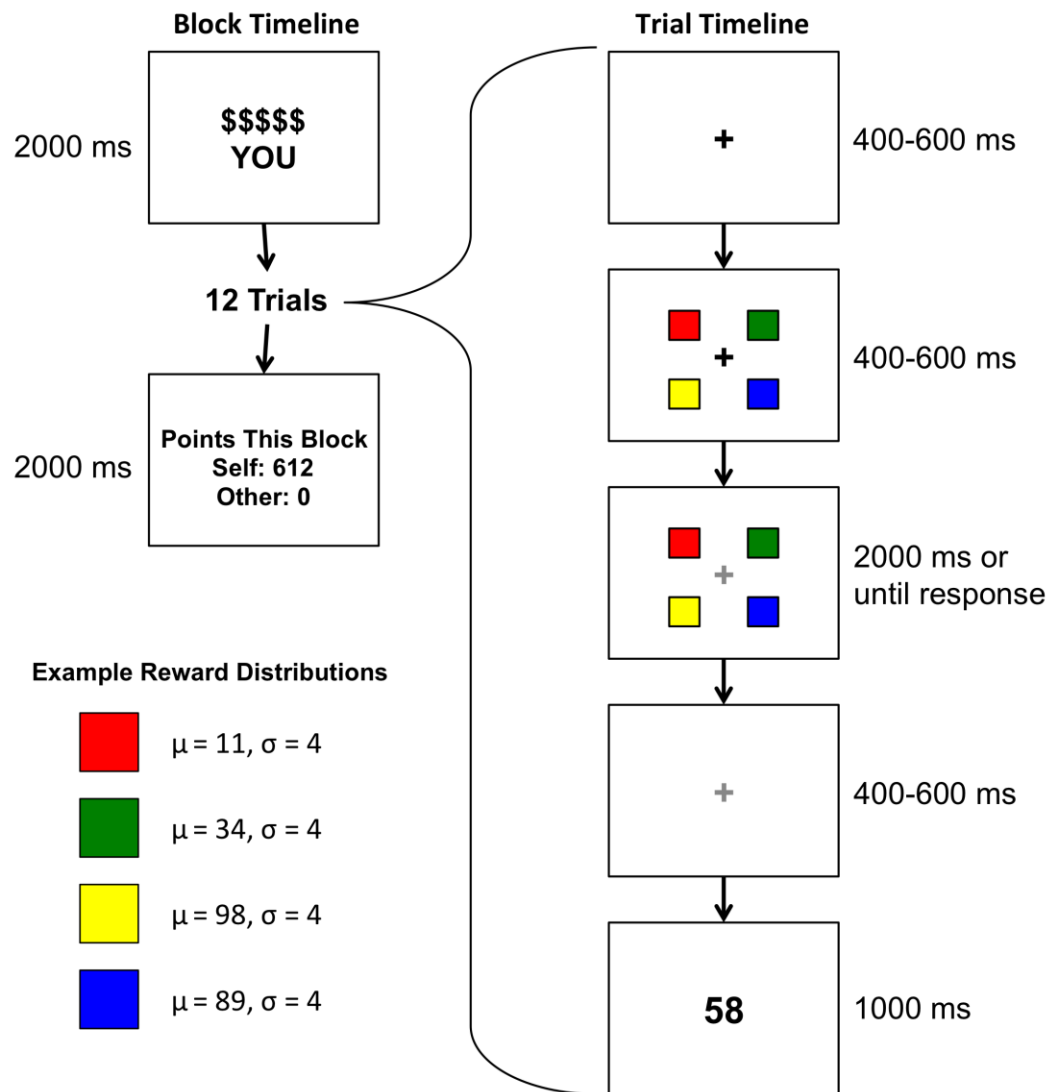 Block Timeline
2000 ms
$$$$$
YOU
12 Trials
2000 ms
Points This Block
Self: 612
Other: 0
Example Reward Distributions
μ = 11, σ = 4
μ = 34, σ = 4
μ = 98, σ = 4
μ = 89, σ = 4
Trial Timeline
+
400-600 ms
+
400-600 ms
+
2000 ms or
until response
+
400-600 ms
58
1000 ms